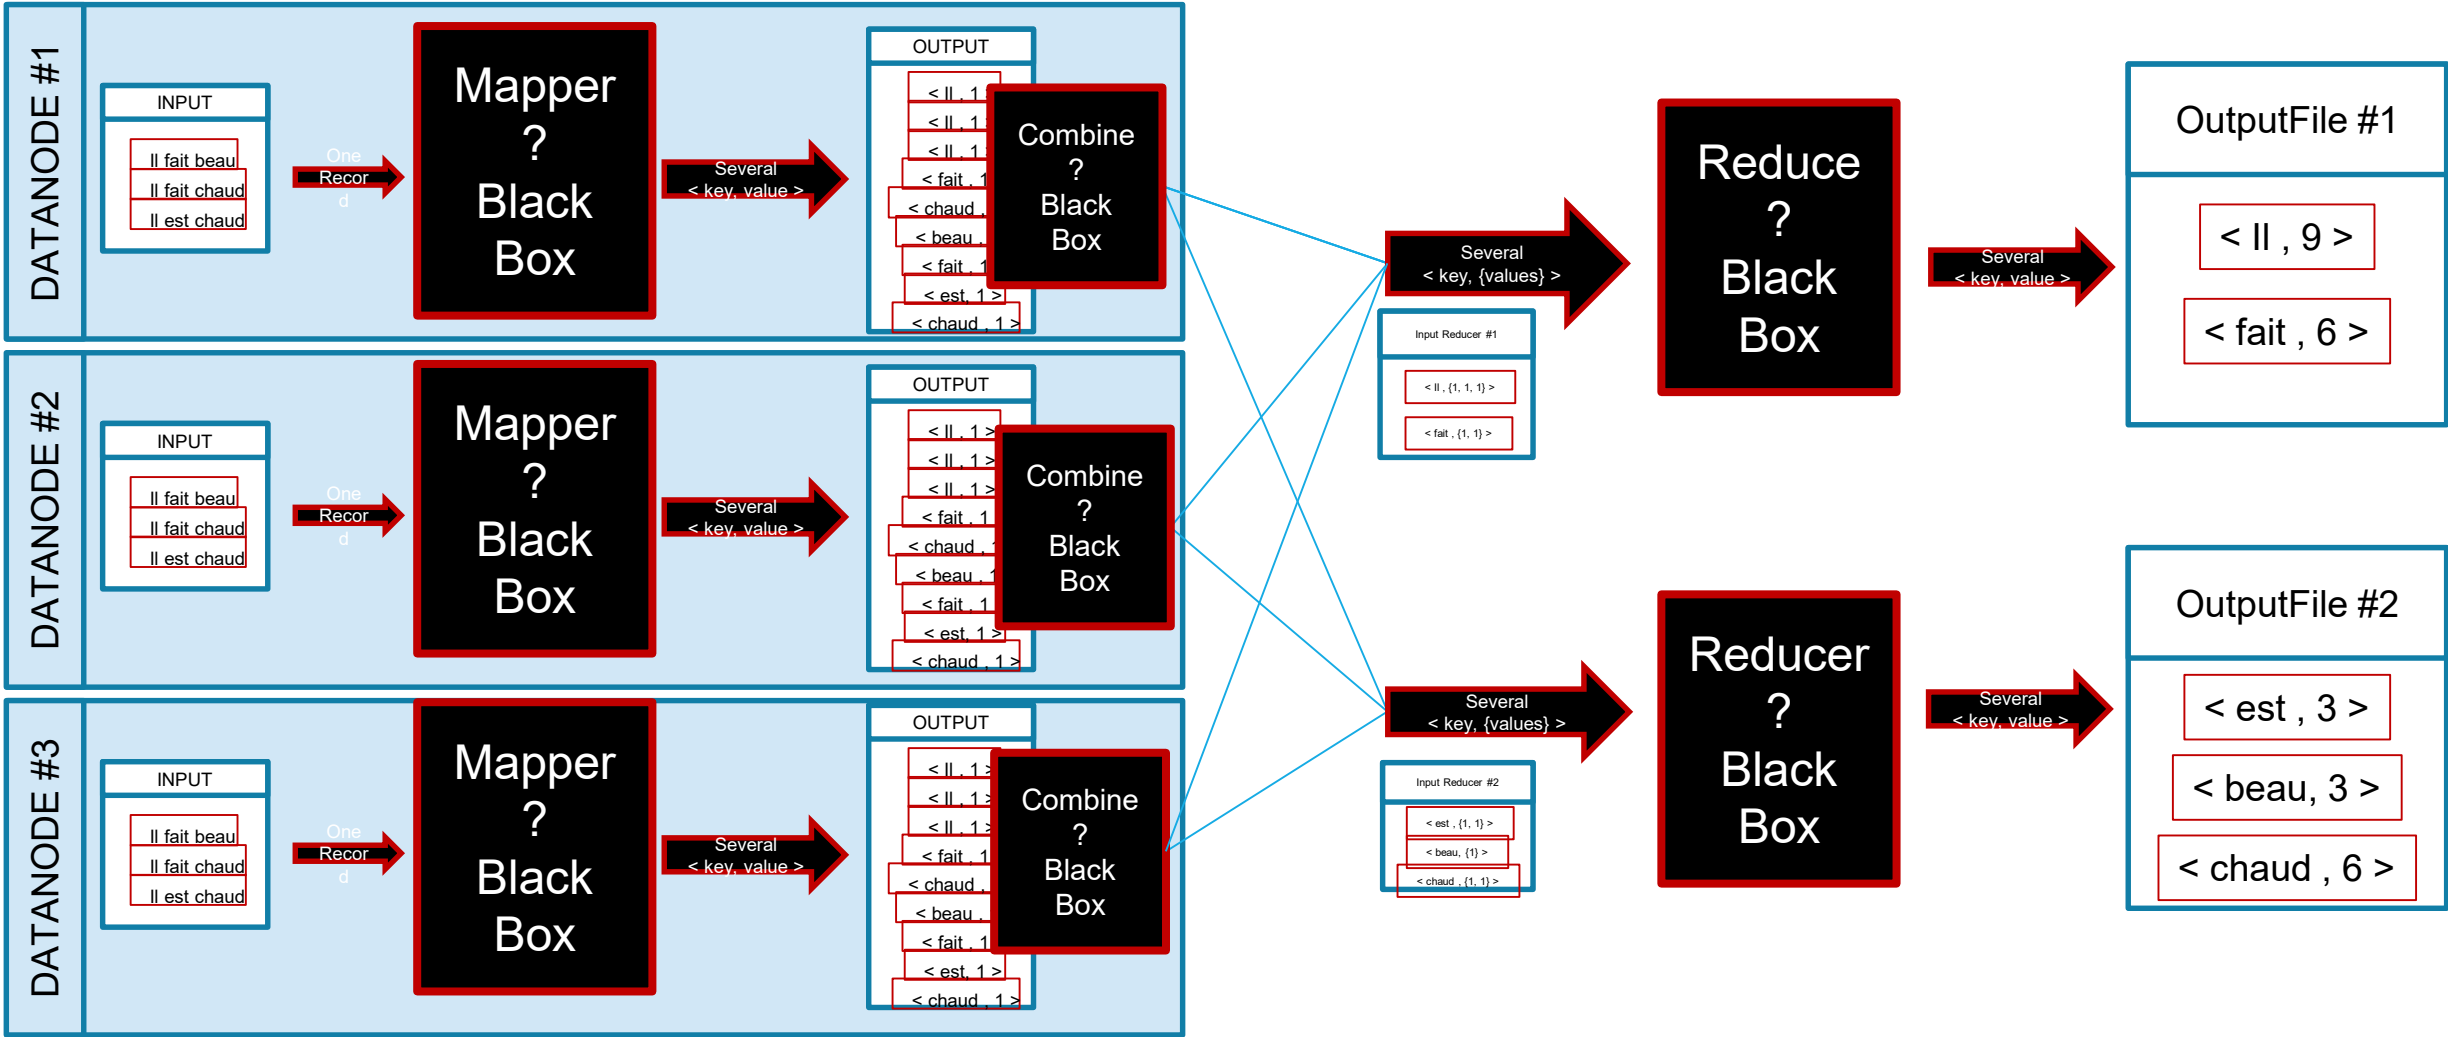 DATANODE #1
INPUT
Il fait beau
Il fait chaud
Il est chaud
One
Recor
d
Mapper
?
Black
Box
Several
< key, value >
OUTPUT
< Il , 1 >
< Il , 1
< Il , 1
< fait , 1
< chaud ,
< beau ,
< fait , 1
< est, 1 >
< chaud , 1 >
Combine
?
Black
Box
DATANODE #2
INPUT
Il fait beau
Il fait chaud
Il est chaud
One
Recor
d
Mapper
?
Black
Box
Several
< key, value >
OUTPUT
< Il , 1 >
< Il , 1 >
< Il , 1 >
< fait , 1
< chaud , 1
< beau , 1
< fait , 1
< est, 1 >
< chaud , 1 >
Combine
?
Black
Box
DATANODE #3
INPUT
Il fait beau
Il fait chaud
Il est chaud
One
Recor
d
Mapper
?
Black
Box
Several
< key, value >
OUTPUT
< Il , 1 >
< Il , 1 >
< Il , 1 >
< fait , 1
< chaud ,
< beau ,
< fait , 1
< est, 1 >
< chaud , 1 >
Combine
?
Black
Box
Several
< key, {values} >
Input Reducer #1
< Il , {1, 1, 1} >
< fait , {1, 1} >
Reduce
?
Black
Box
Several
< key, value >
OutputFile #1
< Il , 9 >
< fait , 6 >
Several
< key, {values} >
Input Reducer #2
< est , {1, 1} >
< beau, {1} >
< chaud , {1, 1} >
Reducer
?
Black
Box
Several
< key, value >
OutputFile #2
< est , 3 >
< beau, 3 >
< chaud , 6 >